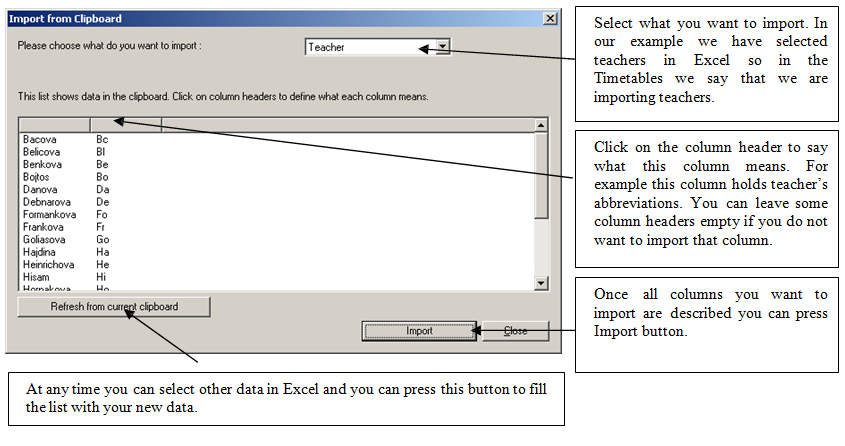 Import from Clipboard
Please choose what do you want to import :
Teacher
This list shows data in the clipboard. Click on column headers to define what each column means.
Bacova Bc
Belicova Bl
Benkova Be
Bojtos Bo
Danova Da
Debnarova De
Formankova Fo
Frankova Fr
Goliasova Go
Hajdina Ha
Heinrichova He
Hisam Hi
Hornakova Ho
Refresh from current clipboard
Import
Close
Select what you want to import. In
our example we have selected
teachers in Excel so in the
Timetables we say that we are
importing teachers.
Click on the column header to say
what this column means. For
example this column holds teacher's
abbreviations. You can leave some
column headers empty if you do not
want to import that column.
Once all columns you want to
import are described you can press
Import button.
At any time you can select other data in Excel and you can press this button to fill
the list with your new data.